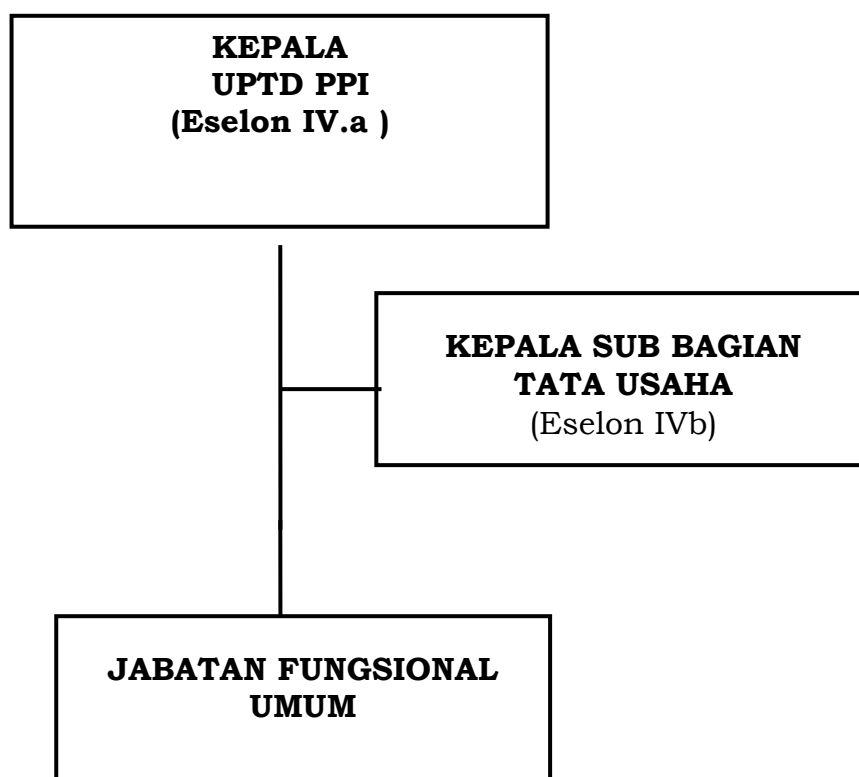 KEPALA
UPTD PPI
(Eselon IV.a )
KEPALA SUB BAGIAN
TATA USAHA
(Eselon IVb)
JABATAN FUNGSIONAL
UMUM